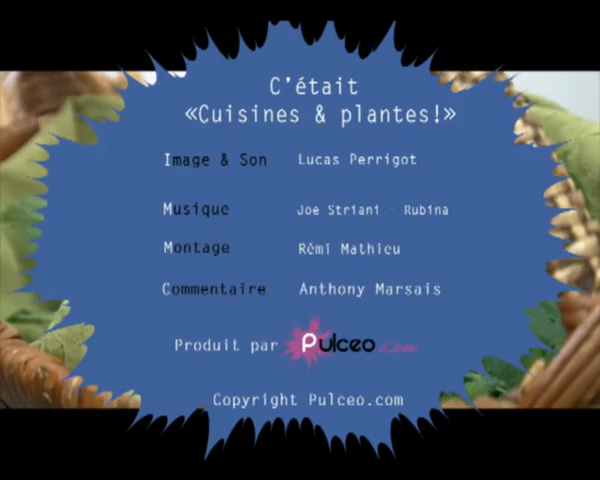 C'était
«Cuisines & plantes!»
Image & Son Lucas Perrigot
Musique Joe Striani - Rubina
Montage Rémi Mathieu
Commentaire Anthony Marsais
Produit par Pulceo.com
Copyright Pulceo.com